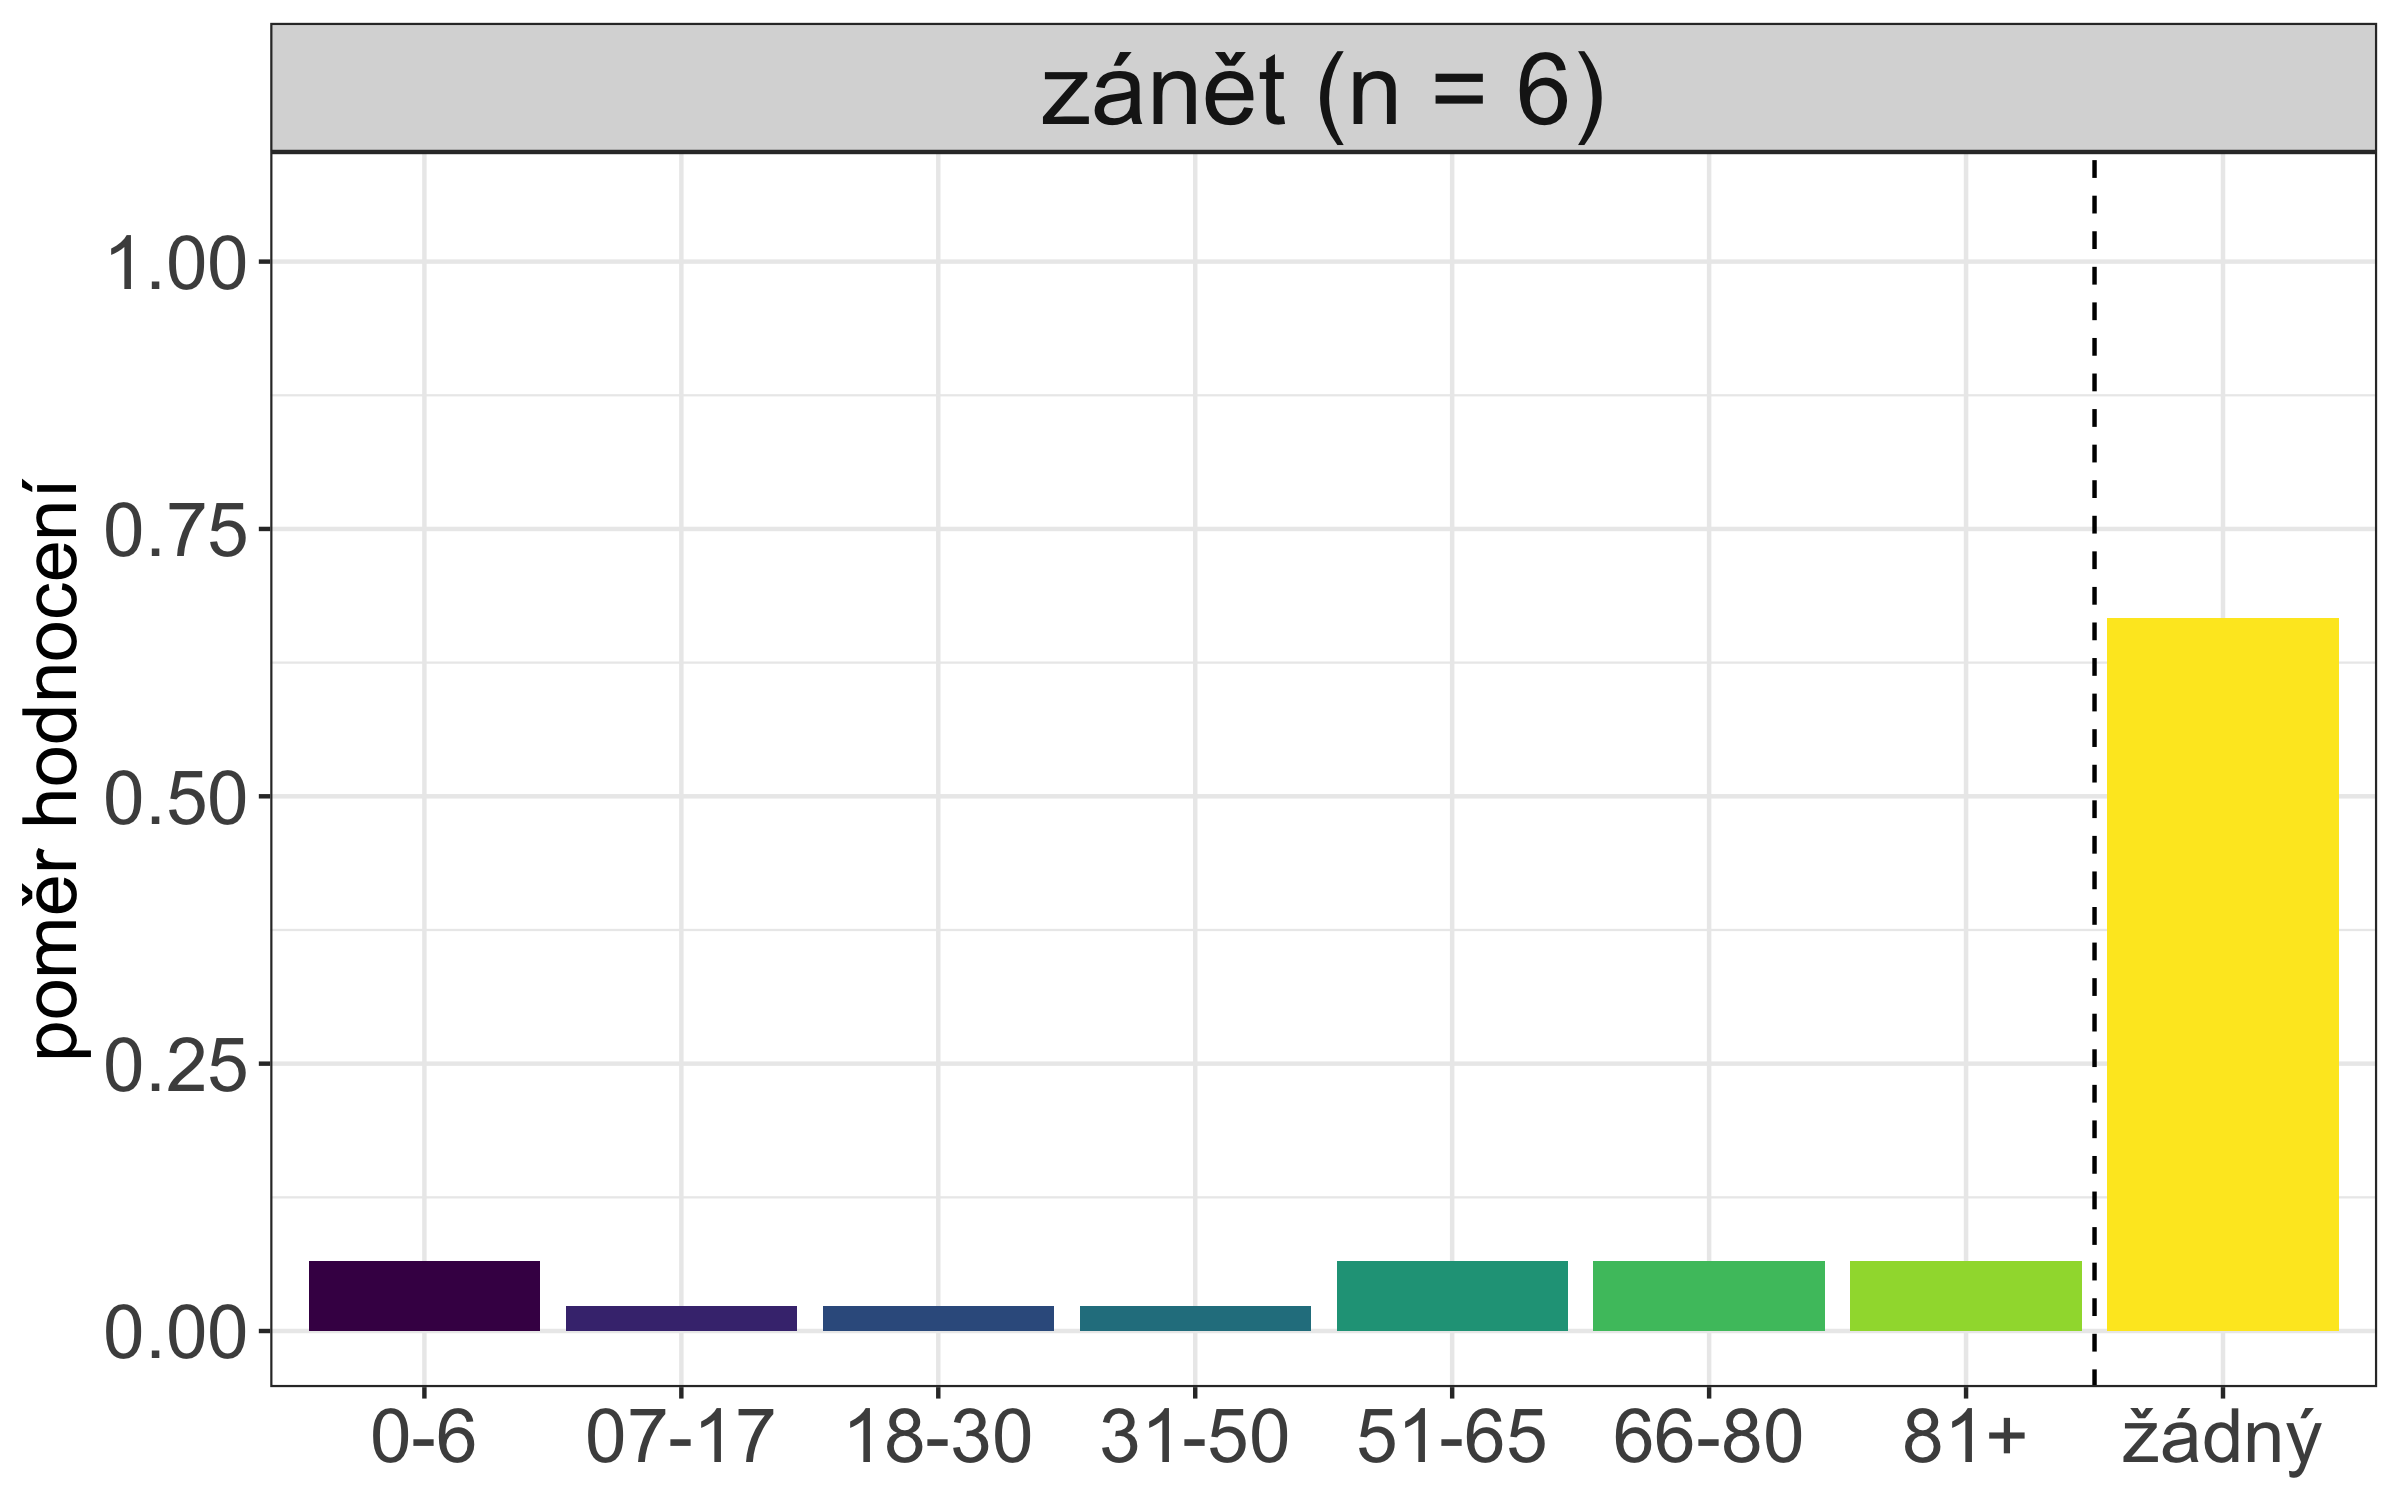 zánět (n = 6)
poměr hodnocení
1.00
0.75
0.50
0.25
0.00
0-6 07-17 18-30 31-50 51-65 66-80 81+ žádný